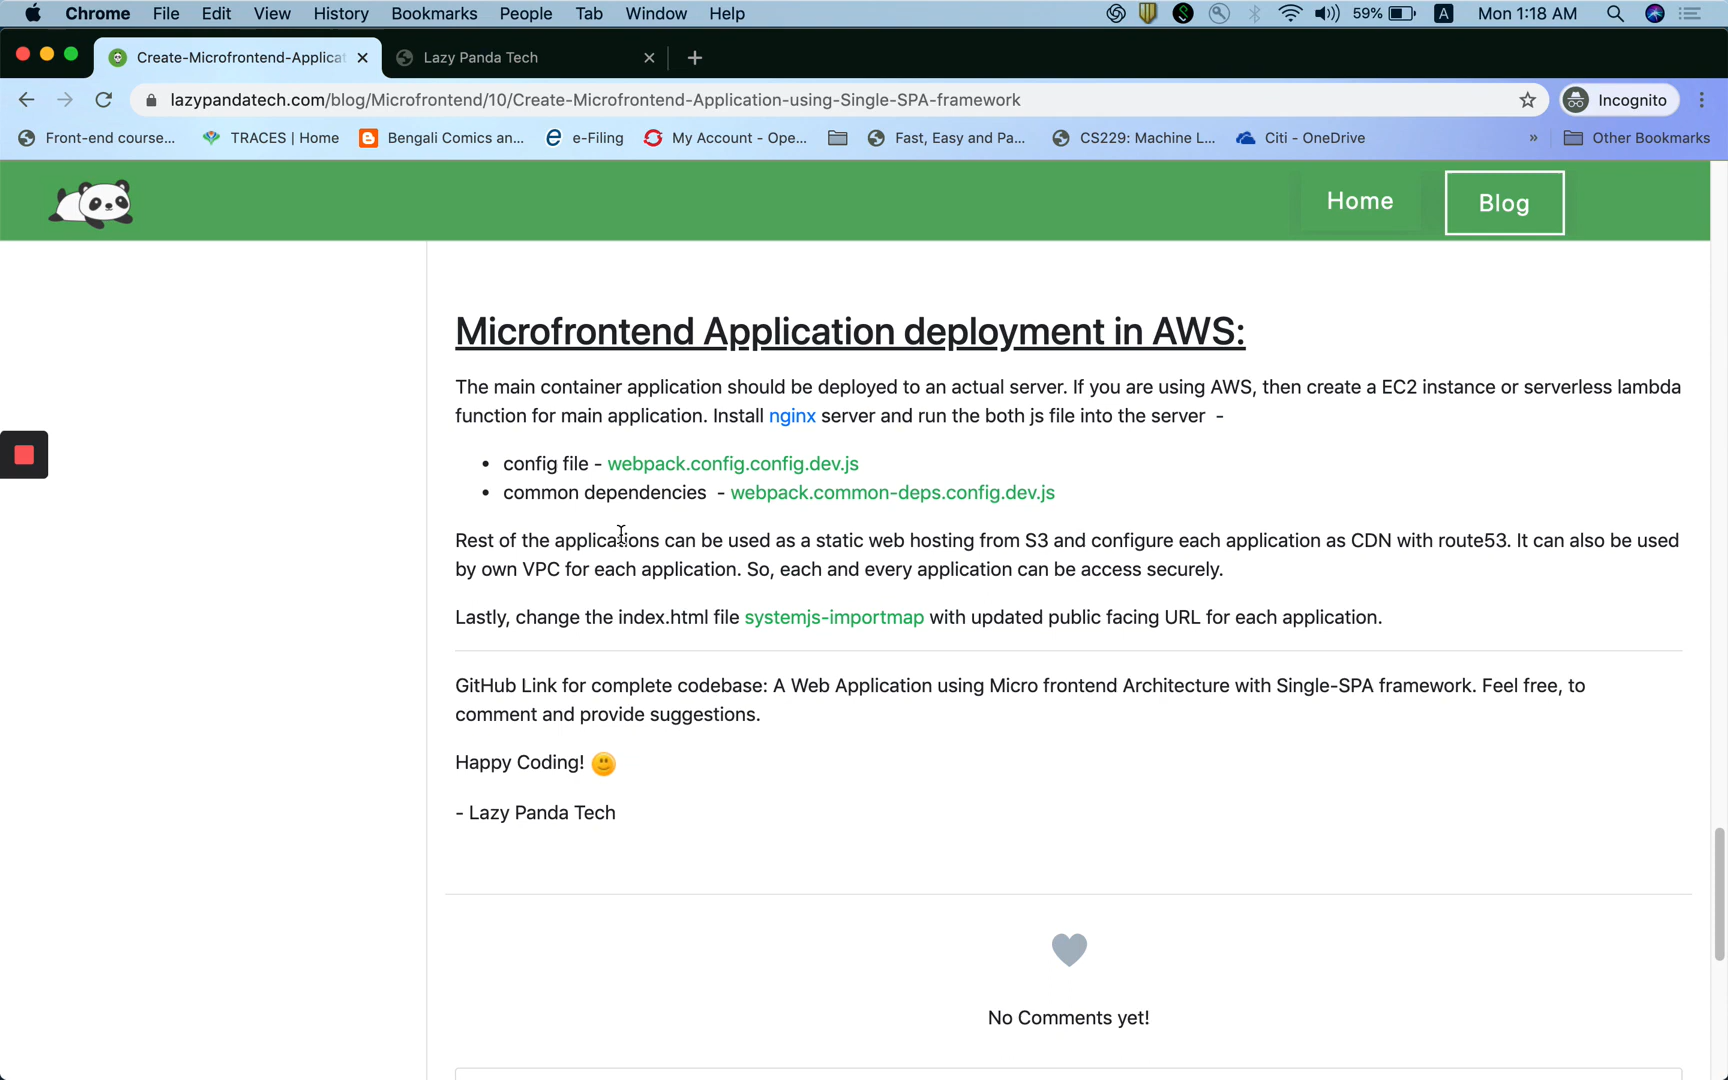 Chrome File Edit View History Bookmarks People Tab Window Help 59% A Mon 1:18 AM
Create-Microfrontend-Applicat Lazy Panda Tech
lazypandatech.com/blog/Microfrontend/10/Create-Microfrontend-Application-using-Single-SPA-framework Incognito
Front-end course... TRACES | Home Bengali Comics an... e-Filing My Account - Ope... Fast, Easy and Pa... CS229: Machine L... Citi - OneDrive » Other Bookmarks
Home Blog
Microfrontend Application deployment in AWS:
The main container application should be deployed to an actual server. If you are using AWS, then create a EC2 instance or serverless lambda
function for main application. Install nginx server and run the both js file into the server -
• config file - webpack.config.config.dev.js
• common dependencies - webpack.common-deps.config.dev.js
Rest of the applications can be used as a static web hosting from S3 and configure each application as CDN with route53. It can also be used
by own VPC for each application. So, each and every application can be access securely.
Lastly, change the index.html file systemjs-importmap with updated public facing URL for each application.
GitHub Link for complete codebase: A Web Application using Micro frontend Architecture with Single-SPA framework. Feel free, to
comment and provide suggestions.
Happy Coding! 🙂
- Lazy Panda Tech
No Comments yet!